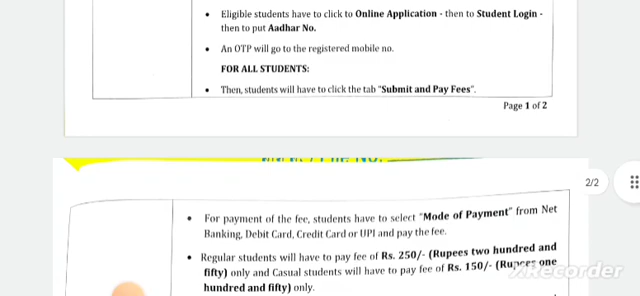 • Eligible students have to click to Online Application - then to Student Login -
then to put Aadhar No.
• An OTP will go to the registered mobile no.
FOR ALL STUDENTS:
• Then, students will have to click the tab "Submit and Pay Fees".
Page 1 of 2
2/2
• For payment of the fee, students have to select "Mode of Payment" from Net
Banking, Debit Card, Credit Card or UPI and pay the fee.
• Regular students will have to pay fee of Rs. 250/- (Rupees two hundred and
fifty) only and Casual students will have to pay fee of Rs. 150/- (Rupees one
hundred and fifty) only.
XRecorder